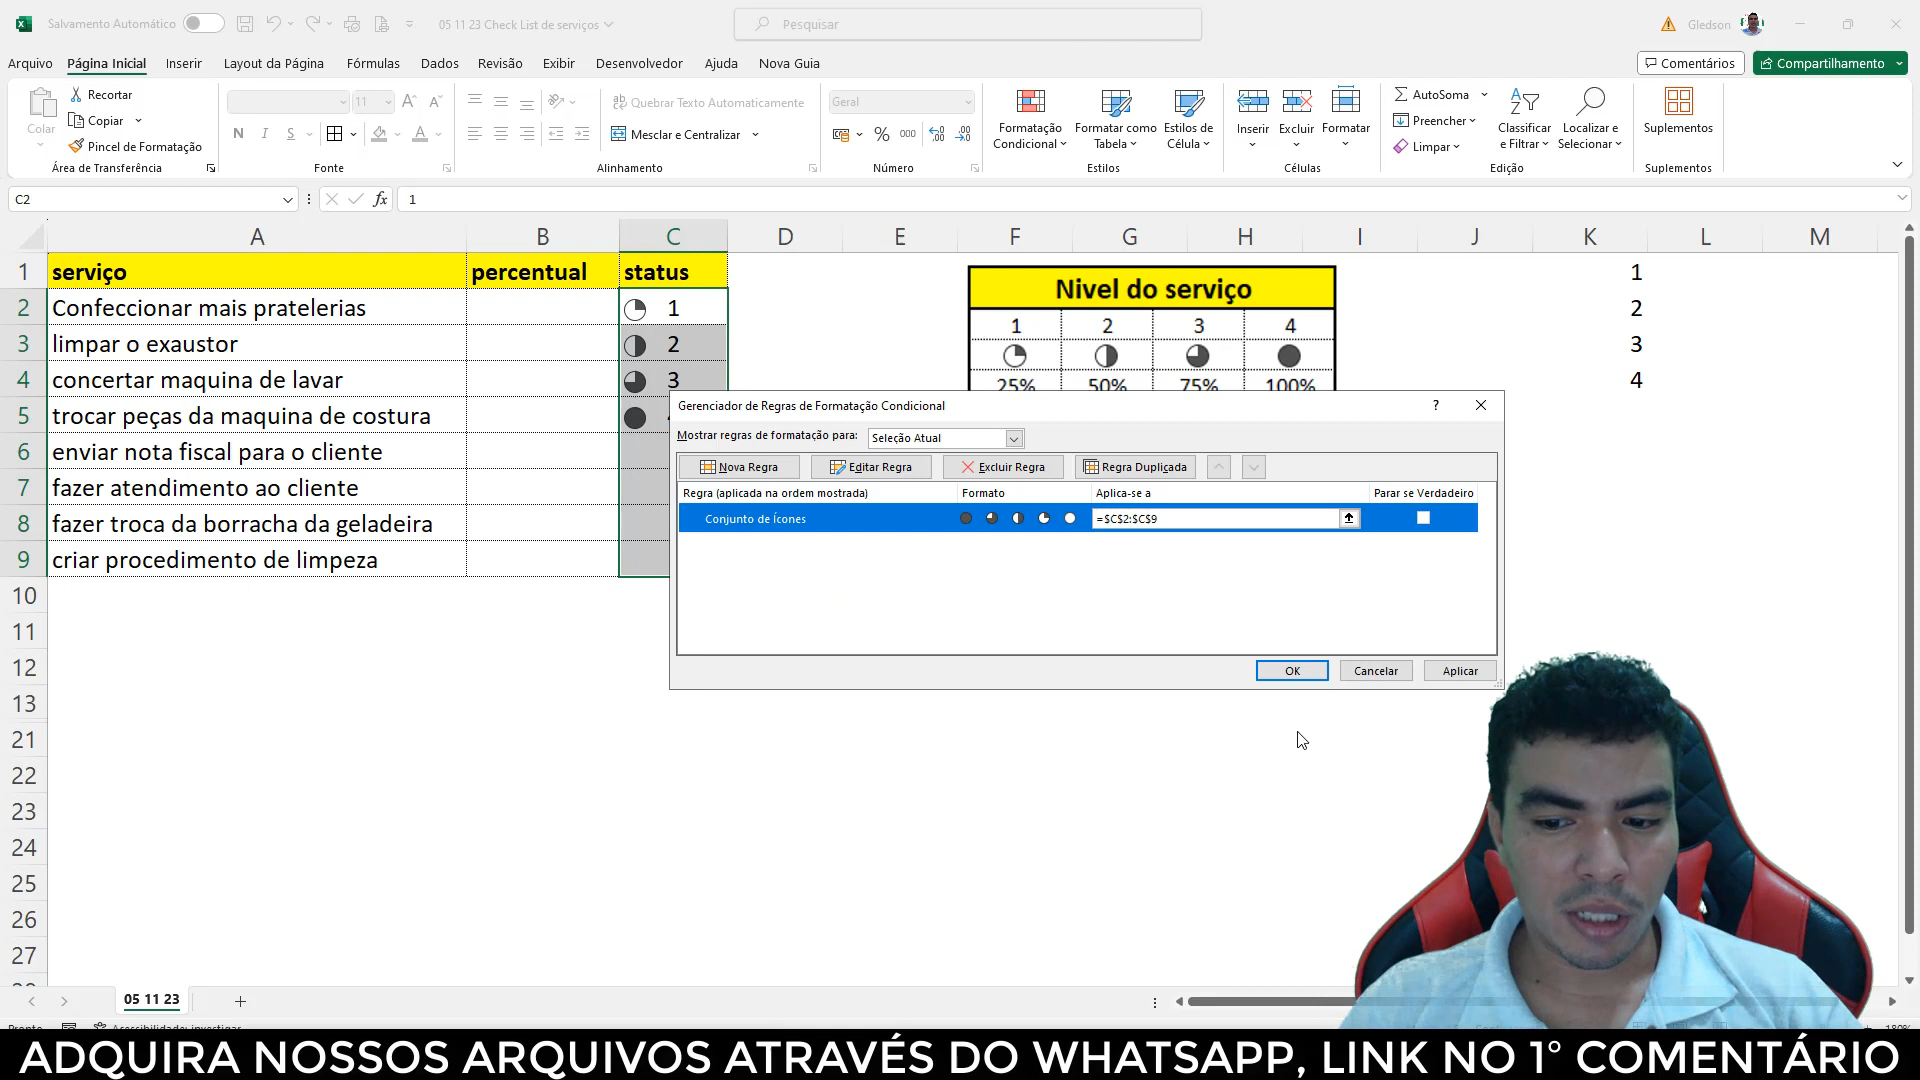 Salvamento Automático
05 11 23 Check List de serviços
Pesquisar
Gledson
Arquivo Página Inicial Inserir Layout da Página Fórmulas Dados Revisão Exibir Desenvolvedor Ajuda Nova Guia
Comentários Compartilhamento
Colar
Recortar
Copiar
Pincel de Formatação
Área de Transferência
11
N I S
Fonte
Quebrar Texto Automaticamente
Mesclar e Centralizar
Alinhamento
Geral
% 000
Número
Formatação Condicional
Formatar como Tabela
Estilos de Célula
Estilos
Inserir Excluir Formatar
Células
AutoSoma
Preencher
Limpar
Classificar e Filtrar
Localizar e Selecionar
Edição
Suplementos
Suplementos
C2
fx 1
A B C D E F G H I J K L M
1 serviço percentual status 1
2 Confeccionar mais pratelerias 1 2
3 limpar o exaustor 2 3
4 concertar maquina de lavar 3 4
5 trocar peças da maquina de costura
6 enviar nota fiscal para o cliente
7 fazer atendimento ao cliente
8 fazer troca da borracha da geladeira
9 criar procedimento de limpeza
10
11
12
13
21
22
23
24
25
26
27
Nivel do serviço
1 2 3 4
25% 50% 75% 100%
Gerenciador de Regras de Formatação Condicional
?
Mostrar regras de formatação para: Seleção Atual
Nova Regra Editar Regra Excluir Regra Regra Duplicada
Regra (aplicada na ordem mostrada) Formato Aplica-se a Parar se Verdadeiro
Conjunto de Ícones =$C$2:$C$9
OK Cancelar Aplicar
05 11 23
ADQUIRA NOSSOS ARQUIVOS ATRAVÉS DO WHATSAPP, LINK NO 1° COMENTÁRIO